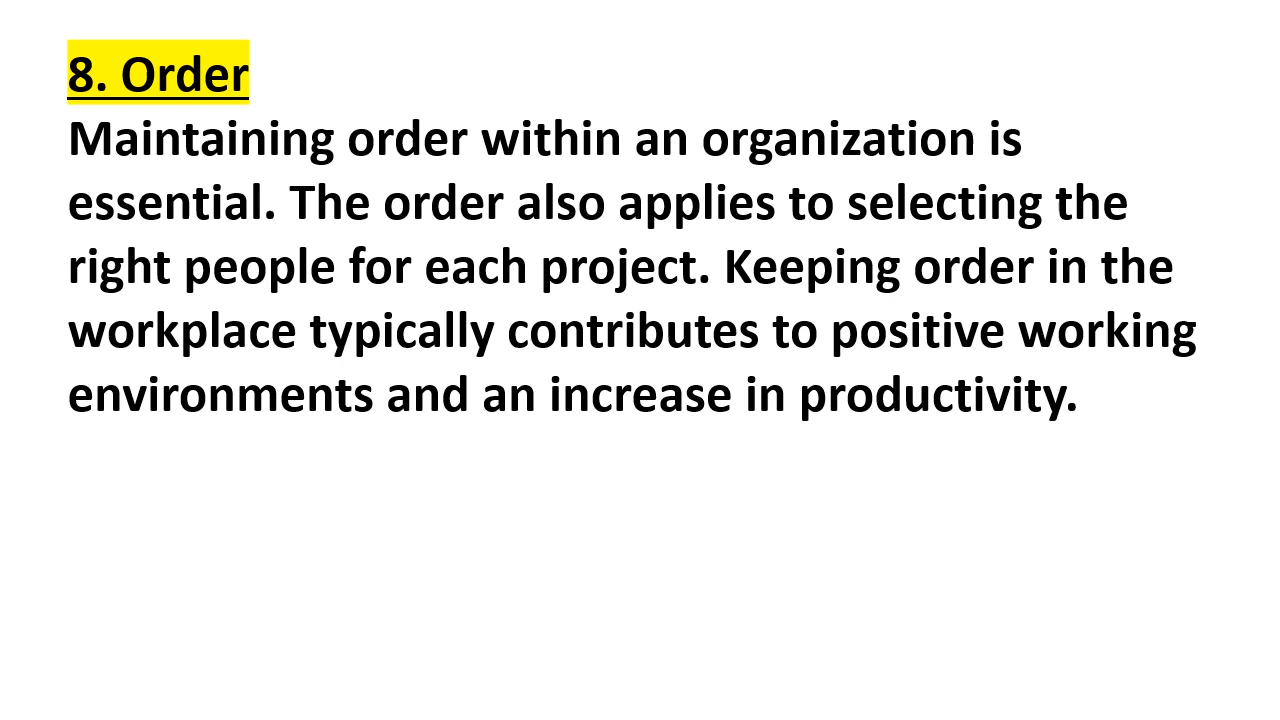 8. Order
Maintaining order within an organization is
essential. The order also applies to selecting the
right people for each project. Keeping order in the
workplace typically contributes to positive working
environments and an increase in productivity.